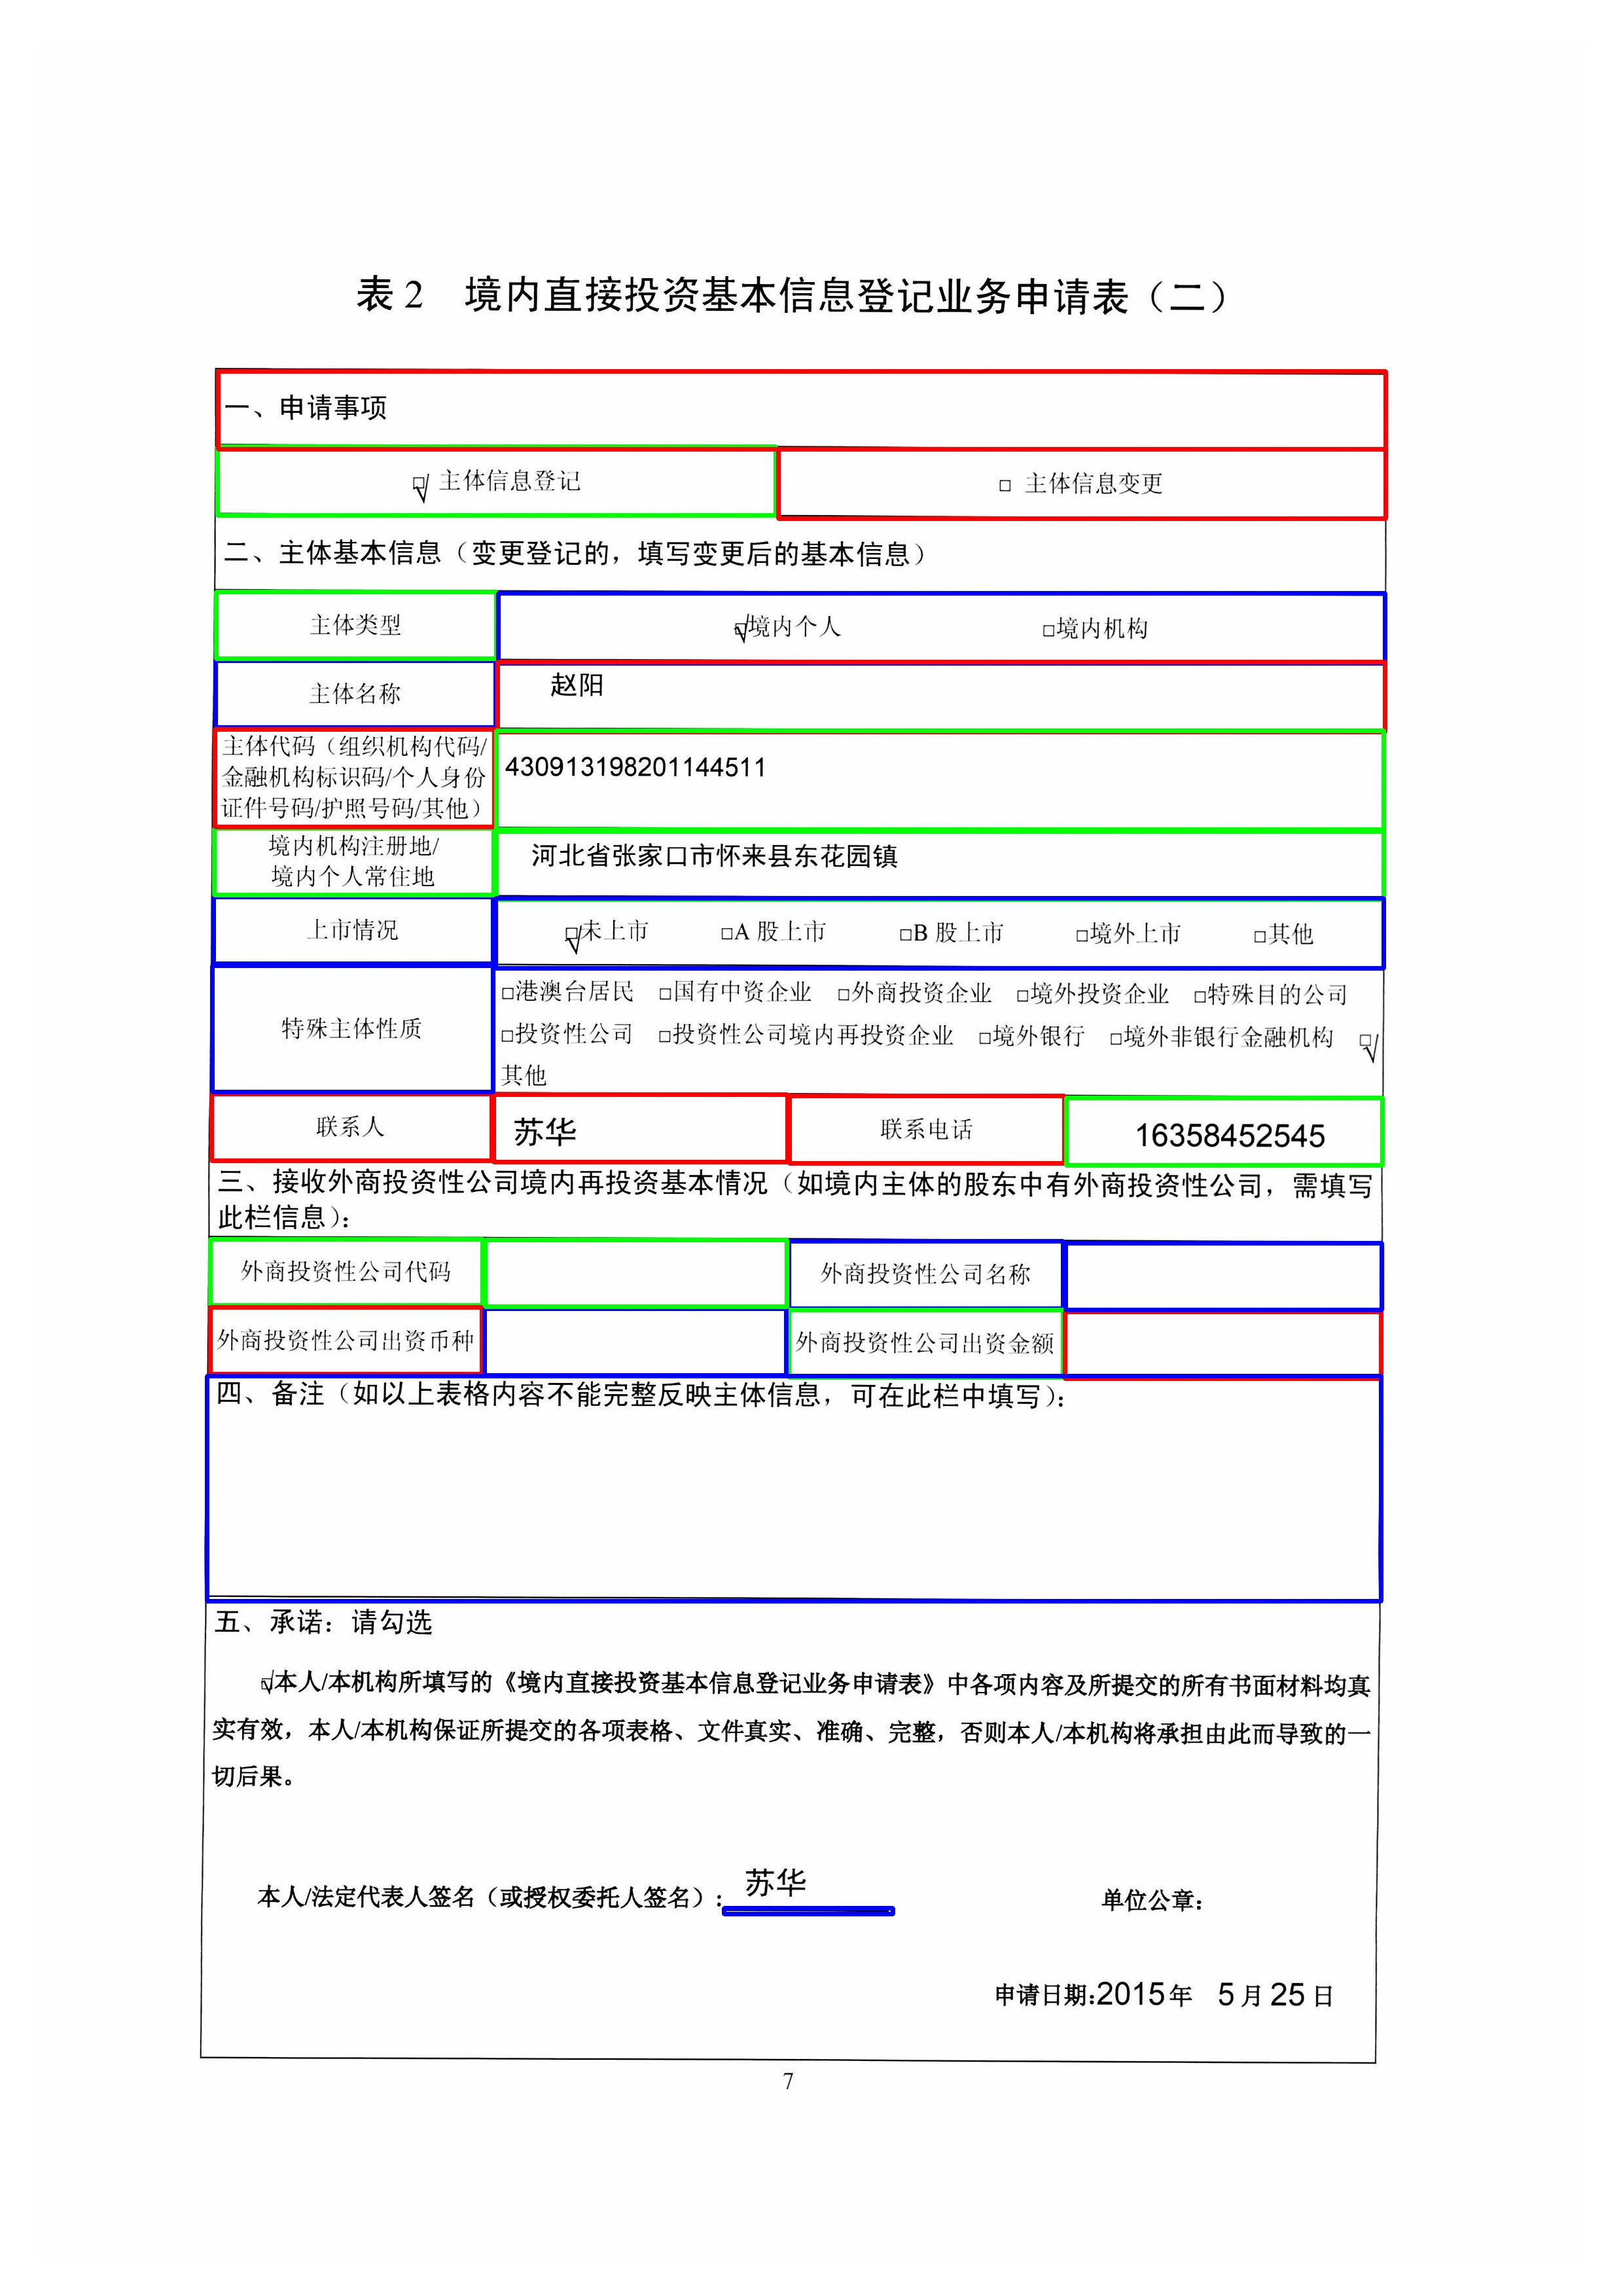 表 2 境内直接投资基本信息登记业务申请表（二）
一、申请事项
☑ 主体信息登记 □ 主体信息变更
二、主体基本信息（变更登记的，填写变更后的基本信息）
主体类型 ☑境内个人 □境内机构
主体名称 赵阳
主体代码（组织机构代码/
金融机构标识码/个人身份
证件号码/护照号码/其他）
430913198201144511
境内机构注册地/
境内个人常住地
河北省张家口市怀来县东花园镇
上市情况 ☑未上市 □A 股上市 □B 股上市 □境外上市 □其他
特殊主体性质
□港澳台居民 □国有中资企业 □外商投资企业 □境外投资企业 □特殊目的公司
□投资性公司 □投资性公司境内再投资企业 □境外银行 □境外非银行金融机构 ☑
其他
联系人 苏华 联系电话 16358452545
三、接收外商投资性公司境内再投资基本情况（如境内主体的股东中有外商投资性公司，需填写
此栏信息）：
外商投资性公司代码 外商投资性公司名称
外商投资性公司出资币种 外商投资性公司出资金额
四、备注（如以上表格内容不能完整反映主体信息，可在此栏中填写）：
五、承诺：请勾选
☑本人/本机构所填写的《境内直接投资基本信息登记业务申请表》中各项内容及所提交的所有书面材料均真
实有效，本人/本机构保证所提交的各项表格、文件真实、准确、完整，否则本人/本机构将承担由此而导致的一
切后果。
本人/法定代表人签名（或授权委托人签名）：苏华 单位公章：
申请日期:2015年 5月25日
7